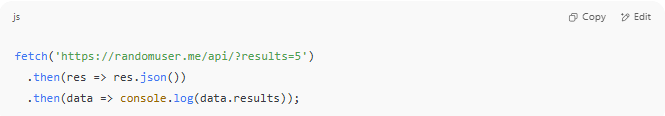 js Copy Edit
fetch('https://randomuser.me/api/?results=5')
.then(res => res.json())
.then(data => console.log(data.results));